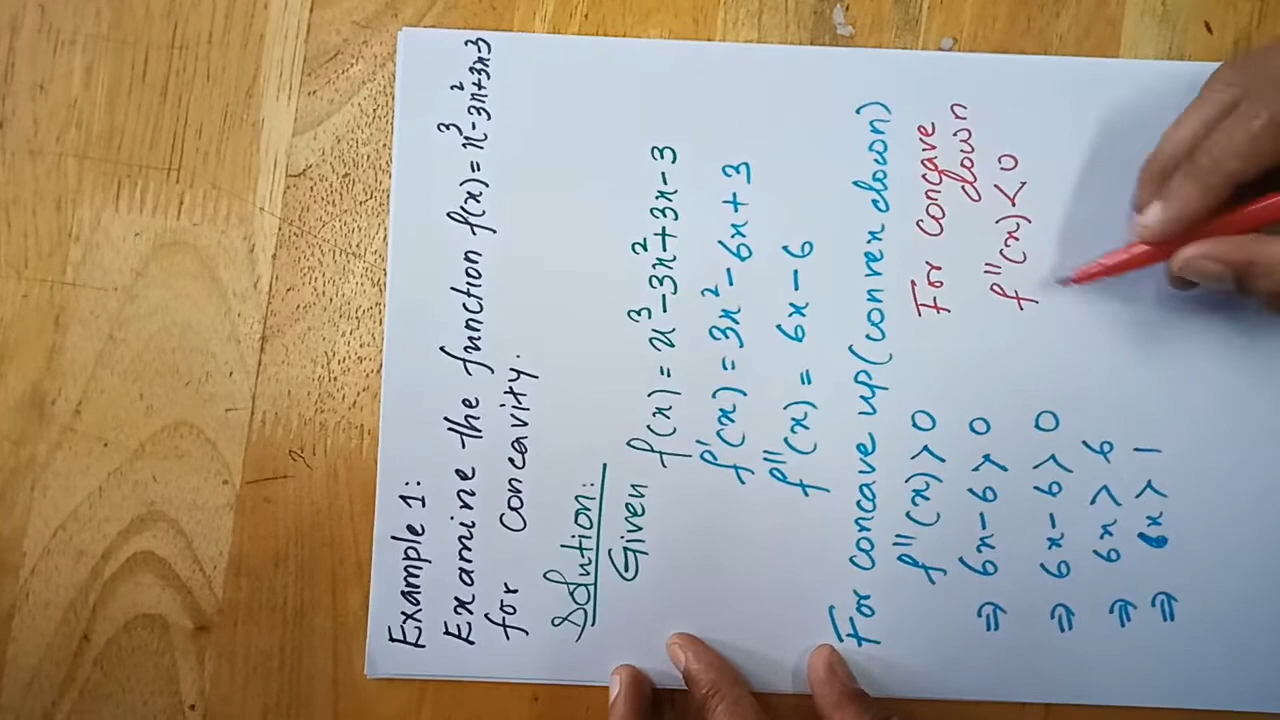 Example 1:
Examine the function f(x) = x³-3x²+3x-3
for concavity.
Solution:
Given f(x) = x³-3x²+3x-3
f'(x) = 3x²-6x+3
f''(x) = 6x-6
For concave up (convex down)
f''(x) > 0
⇒ 6x-6 > 0
⇒ 6x-6 > 0
⇒ 6x > 6
⇒ x > 1
For concave
down
f''(x) < 0